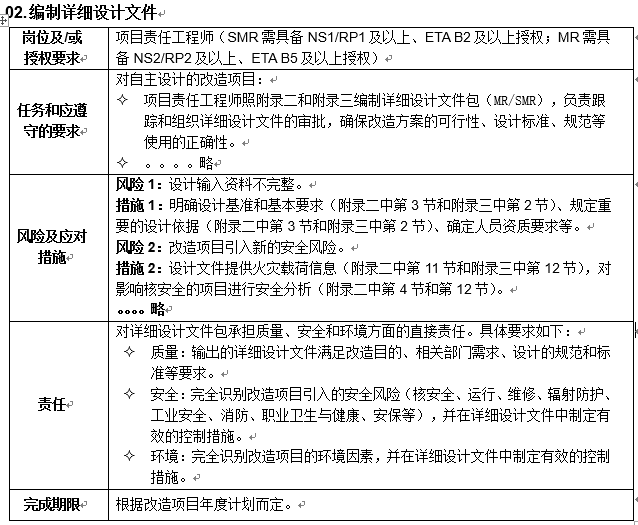 02.编制详细设计文件
岗位及/或
授权要求
项目责任工程师（SMR 需具备 NS1/RP1 及以上、ETA B2 及以上授权；MR 需具
备 NS2/RP2 及以上、ETA B5 及以上授权）
任务和应遵
守的要求
对自主设计的改造项目：
✧ 项目责任工程师照附录二和附录三编制详细设计文件包（MR/SMR），负责跟
踪和组织详细设计文件的审批，确保改造方案的可行性、设计标准、规范等
使用的正确性。
✧ 。。。。略
风险及应对
措施
风险 1：设计输入资料不完整。
措施 1：明确设计基准和基本要求（附录二中第 3 节和附录三中第 2 节）、规定重
要的设计依据（附录二中第 3 节和附录三中第 2 节）、确定人员资质要求等。
风险 2：改造项目引入新的安全风险。
措施 2：设计文件提供火灾载荷信息（附录二中第 11 节和附录三中第 12 节），对
影响核安全的项目进行安全分析（附录二中第 4 节和第 12 节）。
。。。。略
责任
对详细设计文件包承担质量、安全和环境方面的直接责任。具体要求如下：
✧ 质量：输出的详细设计文件满足改造目的、相关部门需求、设计的规范和标
准等要求。
✧ 安全：完全识别改造项目引入的安全风险（核安全、运行、维修、辐射防护、
工业安全、消防、职业卫生与健康、安保等），并在详细设计文件中制定有
效的控制措施。
✧ 环境：完全识别改造项目的环境因素，并在详细设计文件中制定有效的控制
措施。
完成期限
根据改造项目年度计划而定。